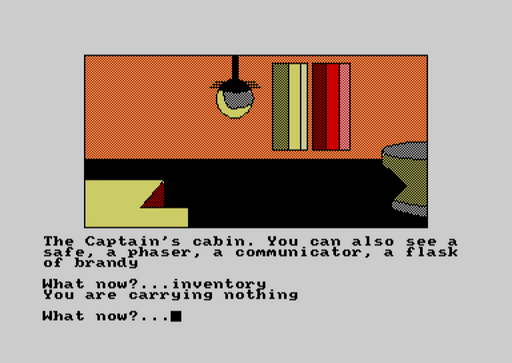 The Captain's cabin. You can also see a
safe, a phaser, a communicator, a flask
of brandy
What now?...inventory
You are carrying nothing
What now?...